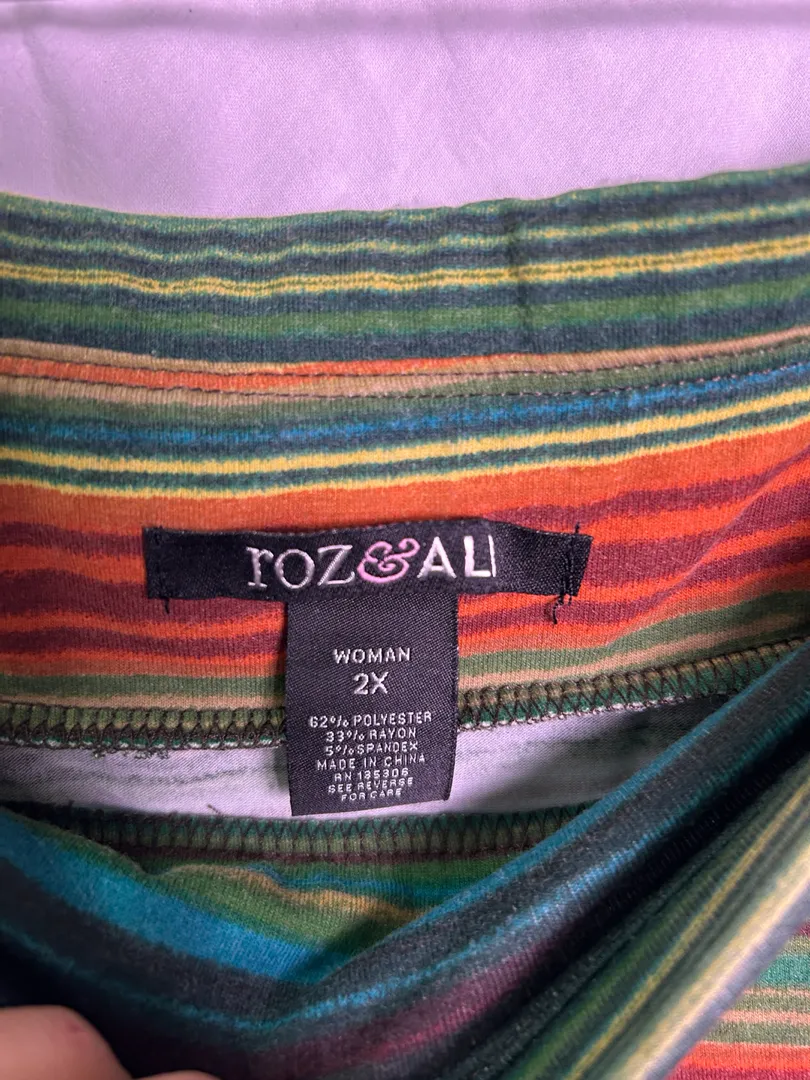 roz&ALI
WOMAN
2X
62% POLYESTER
33% RAYON
5% SPANDEX
MADE IN CHINA
RN 135306
SEE REVERSE
FOR CARE